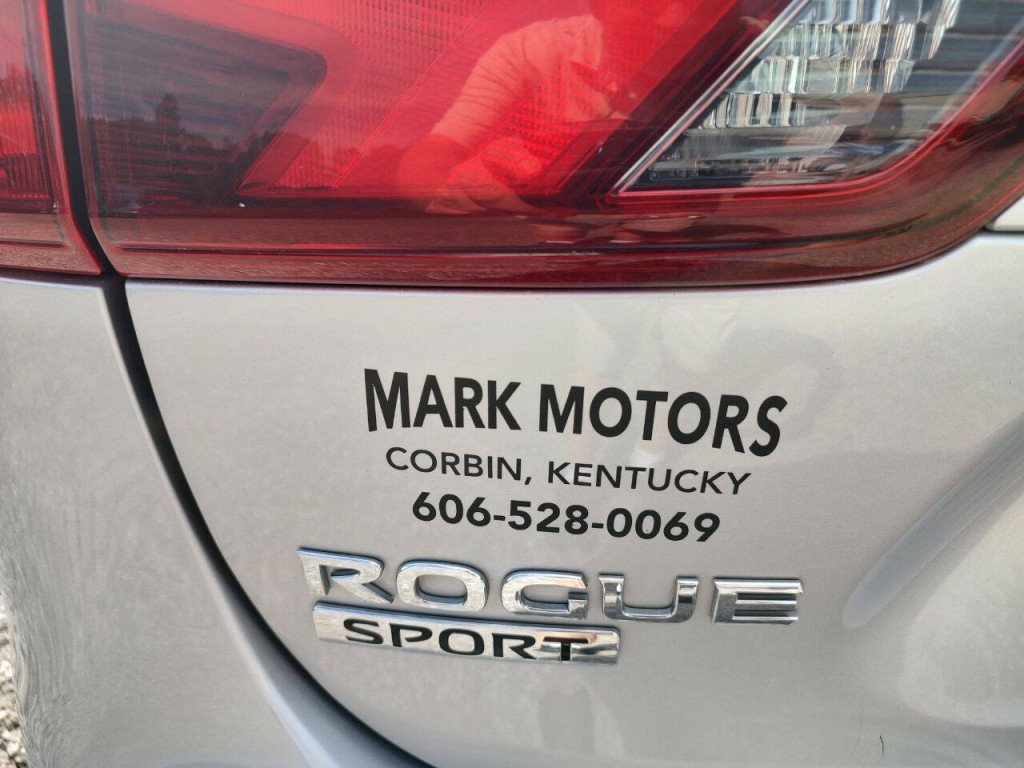 MARK MOTORS
CORBIN, KENTUCKY
606-528-0069
ROGUE
SPORT